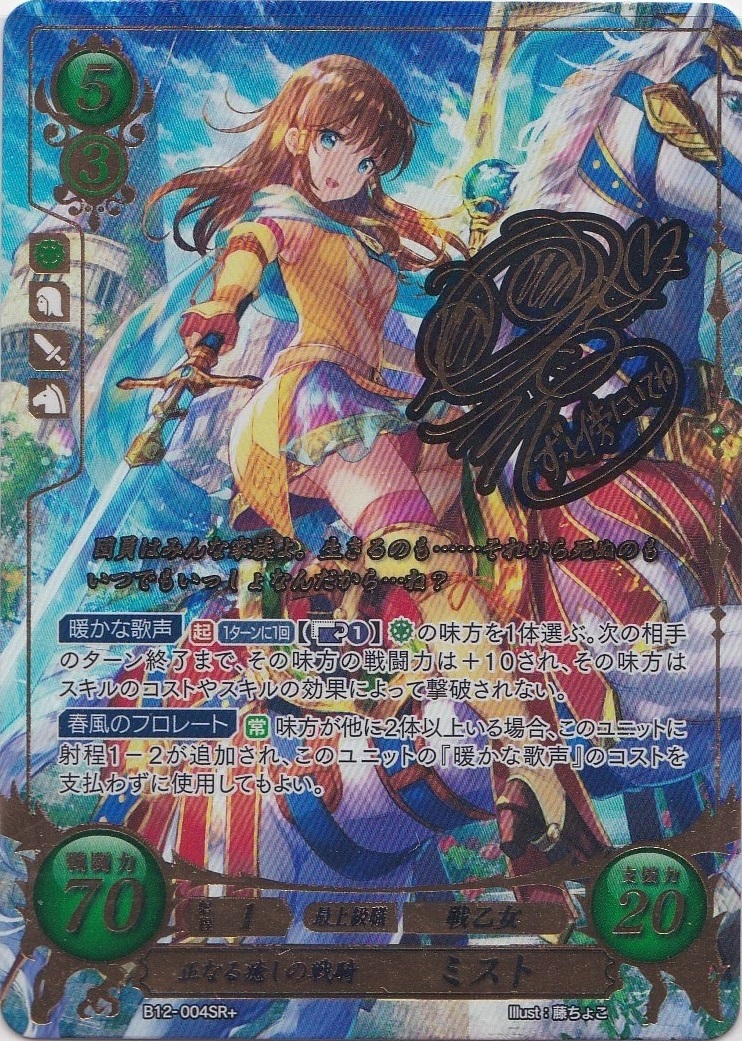 5
3
ずっと傍にいてね
団員はみんな家族よ。生きるのも……それから死ぬのも
いつでもいっしょなんだから…ね?
暖かな歌声 起 1ターンに1回 【 1】 の味方を1体選ぶ。次の相手
のターン終了まで、その味方の戦闘力は+10され、その味方は
スキルのコストやスキルの効果によって撃破されない。
春風のフロレート 常 味方が他に2体以上いる場合、このユニットに
射程1-2が追加され、このユニットの『暖かな歌声』のコストを
支払わずに使用してもよい。
戦闘力
70
射程 1 最上級職 戦乙女
支援力
20
正なる癒しの戦騎 ミスト
B12-004SR+ Illust:藤ちょこ